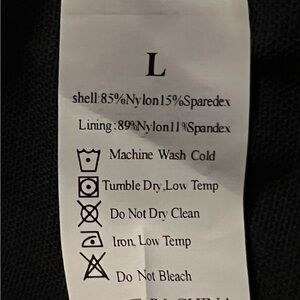 L
shell:85%Nylon15%Sparedex
Lining:89%Nylon11%Spandex
Machine Wash Cold
Tumble Dry,Low Temp
Do Not Dry Clean
Iron, Low Temp
Do Not Bleach